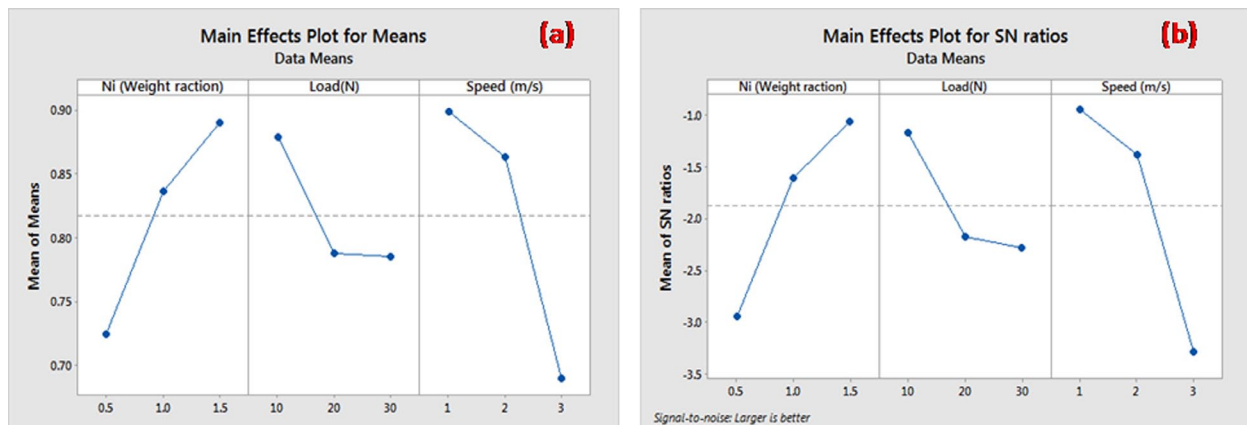 Main Effects Plot for Means
(a)
Data Means
Ni (Weight raction)
Load(N)
Speed (m/s)
Mean of Means
0.90
0.85
0.80
0.75
0.70
0.5 1.0 1.5
10 20 30
1 2 3
Main Effects Plot for SN ratios
(b)
Data Means
Ni (Weight raction)
Load(N)
Speed (m/s)
Mean of SN ratios
-1.0
-1.5
-2.0
-2.5
-3.0
-3.5
0.5 1.0 1.5
10 20 30
1 2 3
Signal-to-noise: Larger is better